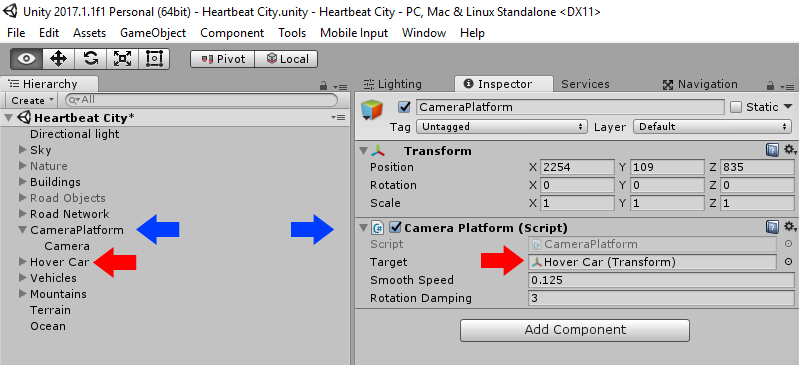 Unity 2017.1.1f1 Personal (64bit) - Heartbeat City.unity - Heartbeat City - PC, Mac & Linux Standalone <DX11>
File Edit Assets GameObject Component Tools Mobile Input Window Help
Pivot Local
Hierarchy
Create All
Heartbeat City*
Directional light
Sky
Nature
Buildings
Road Objects
Road Network
CameraPlatform
Camera
Hover Car
Vehicles
Mountains
Terrain
Ocean
Lighting Inspector Services Navigation
CameraPlatform Static
Tag Untagged Layer Default
Transform
Position X 2254 Y 109 Z 835
Rotation X 0 Y 0 Z 0
Scale X 1 Y 1 Z 1
Camera Platform (Script)
Script CameraPlatform
Target Hover Car (Transform)
Smooth Speed 0.125
Rotation Damping 3
Add Component